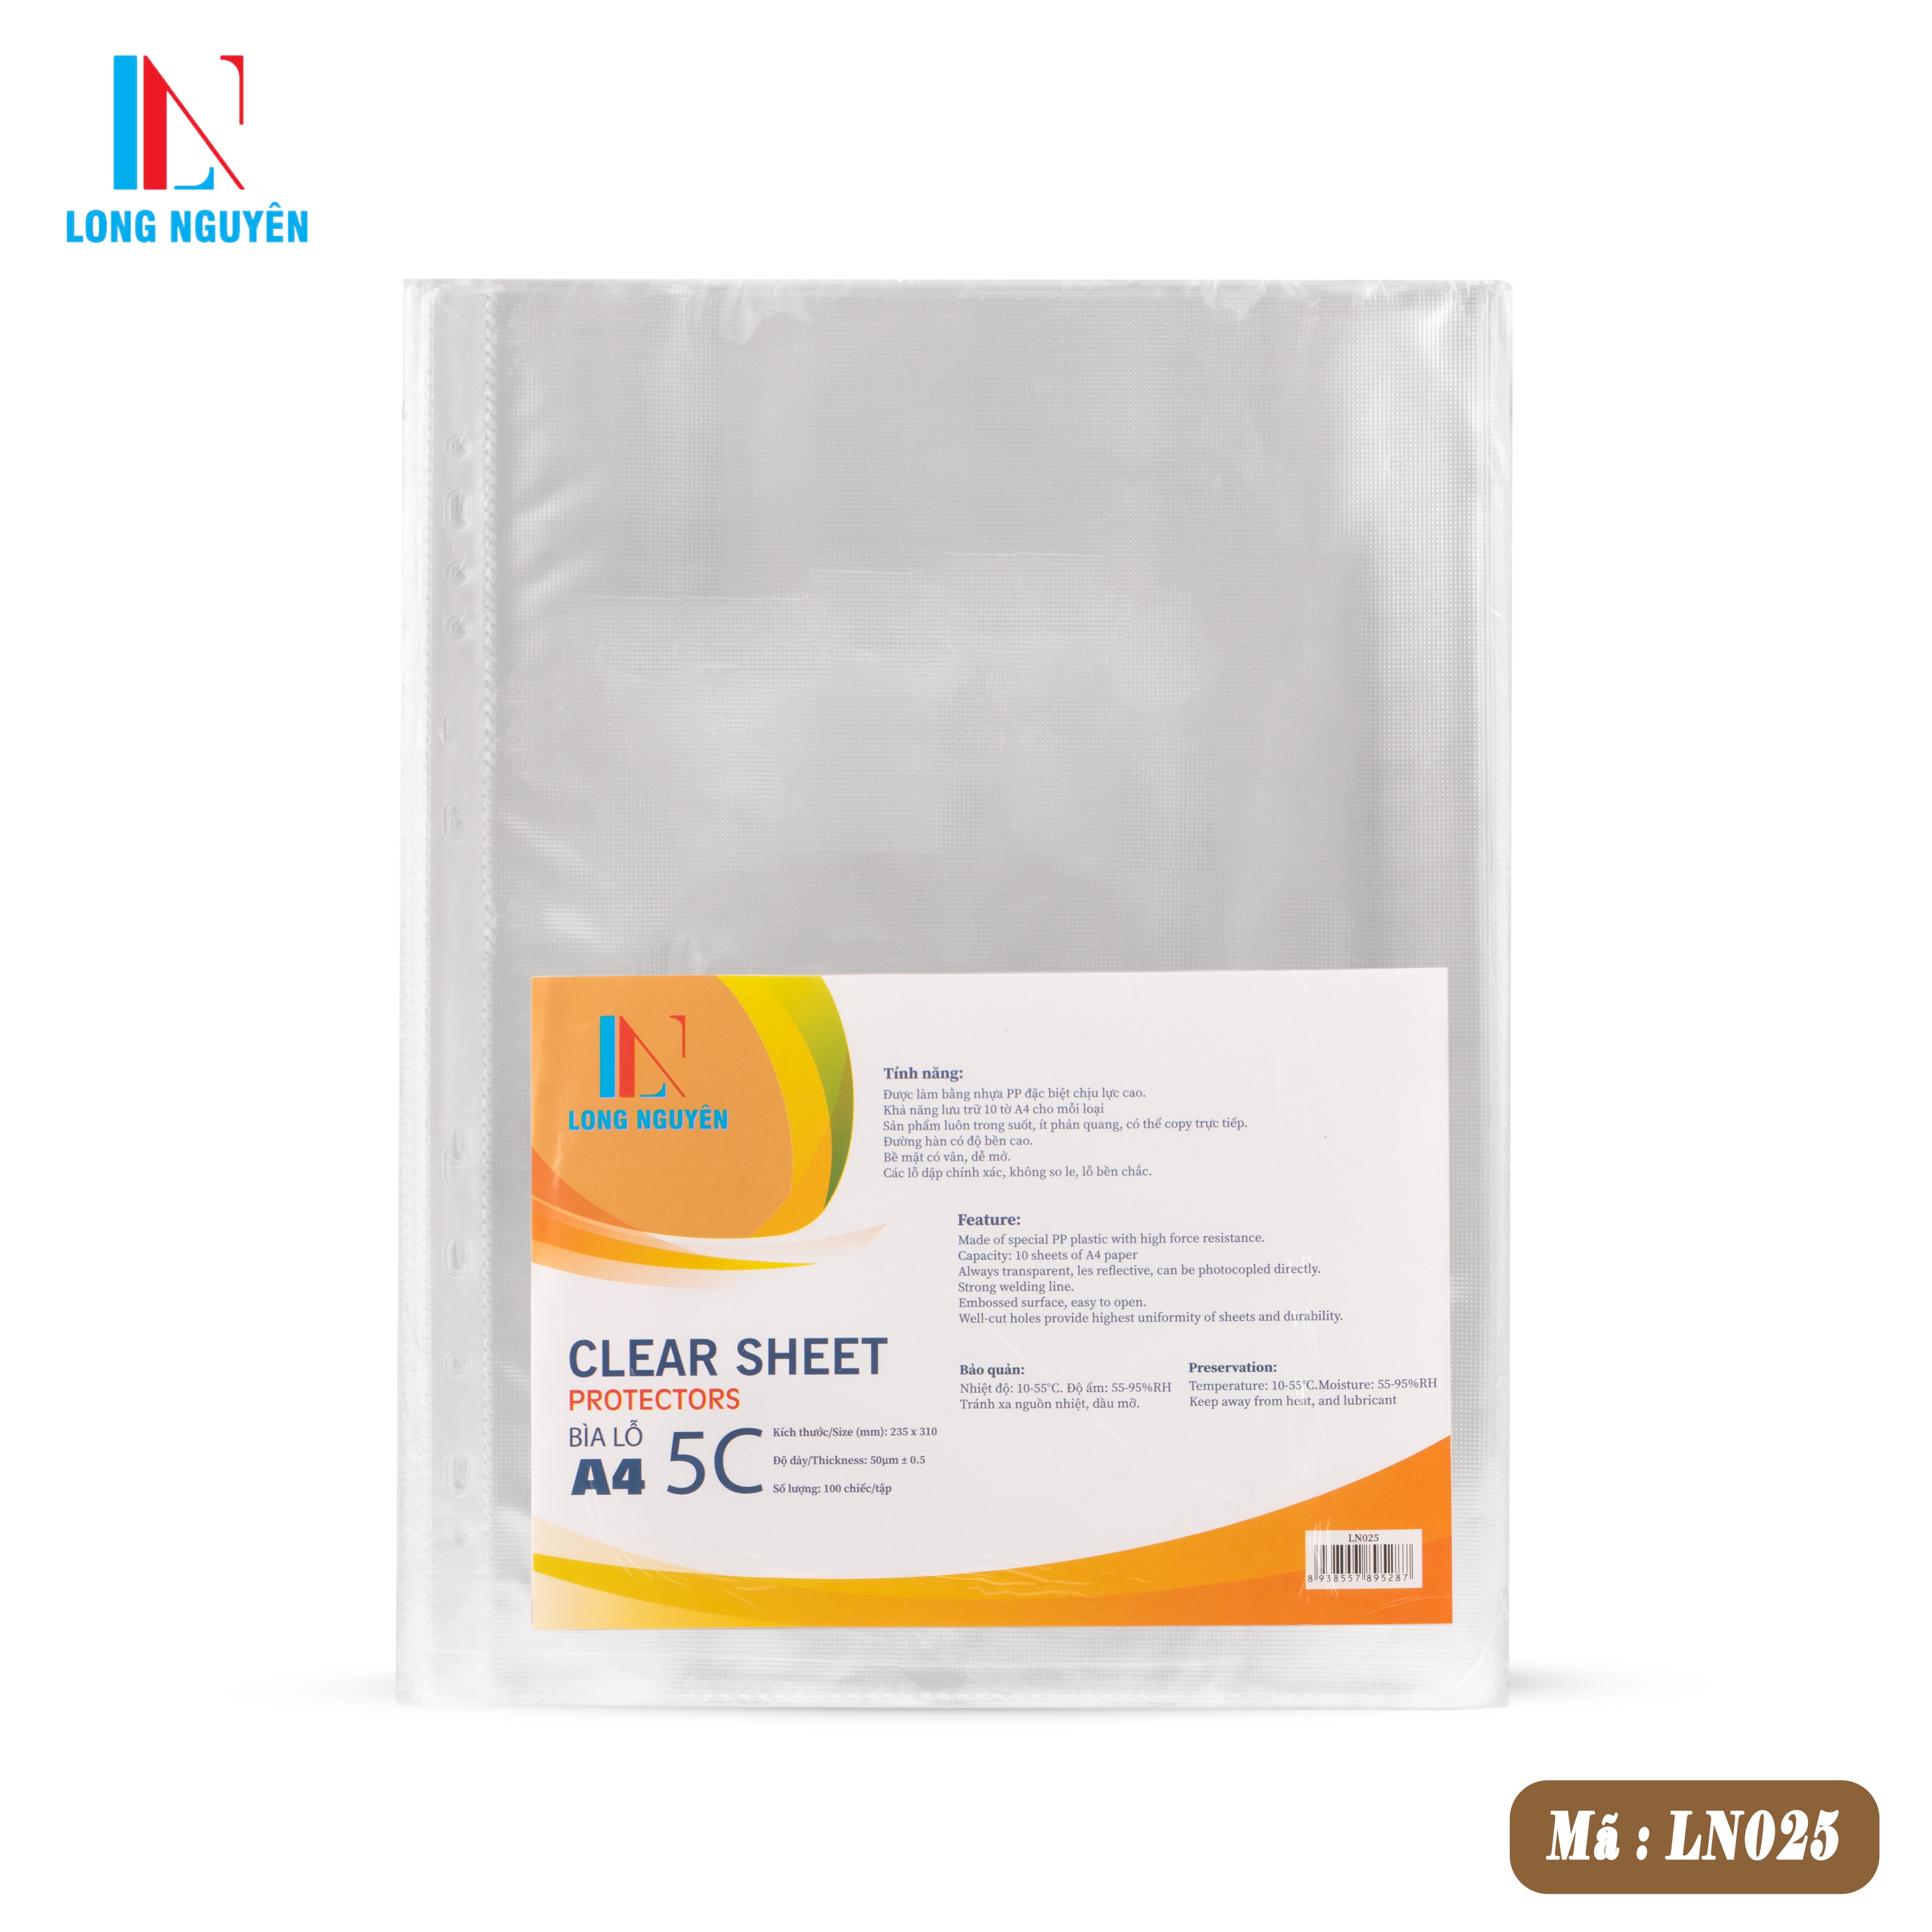 LONG NGUYÊN
LONG NGUYÊN
Tính năng:
Được làm bằng nhựa PP đặc biệt chịu lực cao.
Khả năng lưu trữ 10 tờ A4 cho mỗi loại
Sản phẩm luôn trong suốt, ít phản quang, có thể copy trực tiếp.
Đường hàn có độ bền cao.
Bề mặt có vân, dễ mở.
Các lỗ dập chính xác, không so le, lỗ bền chắc.
Feature:
Made of special PP plastic with high force resistance.
Capacity: 10 sheets of A4 paper
Always transparent, les reflective, can be photocopled directly.
Strong welding line.
Embossed surface, easy to open.
Well-cut holes provide highest uniformity of sheets and durability.
CLEAR SHEET
PROTECTORS
BÌA LỖ
A4 5C
Kích thước/Size (mm): 235 x 310
Độ dày/Thickness: 50µm ± 0.5
Số lượng: 100 chiếc/tập
Bảo quản:
Nhiệt độ: 10-55°C. Độ ẩm: 55-95%RH
Tránh xa nguồn nhiệt, dầu mỡ.
Preservation:
Temperature: 10-55°C.Moisture: 55-95%RH
Keep away from heat, and lubricant
LN025
8 938557 895287
Mã : LN025